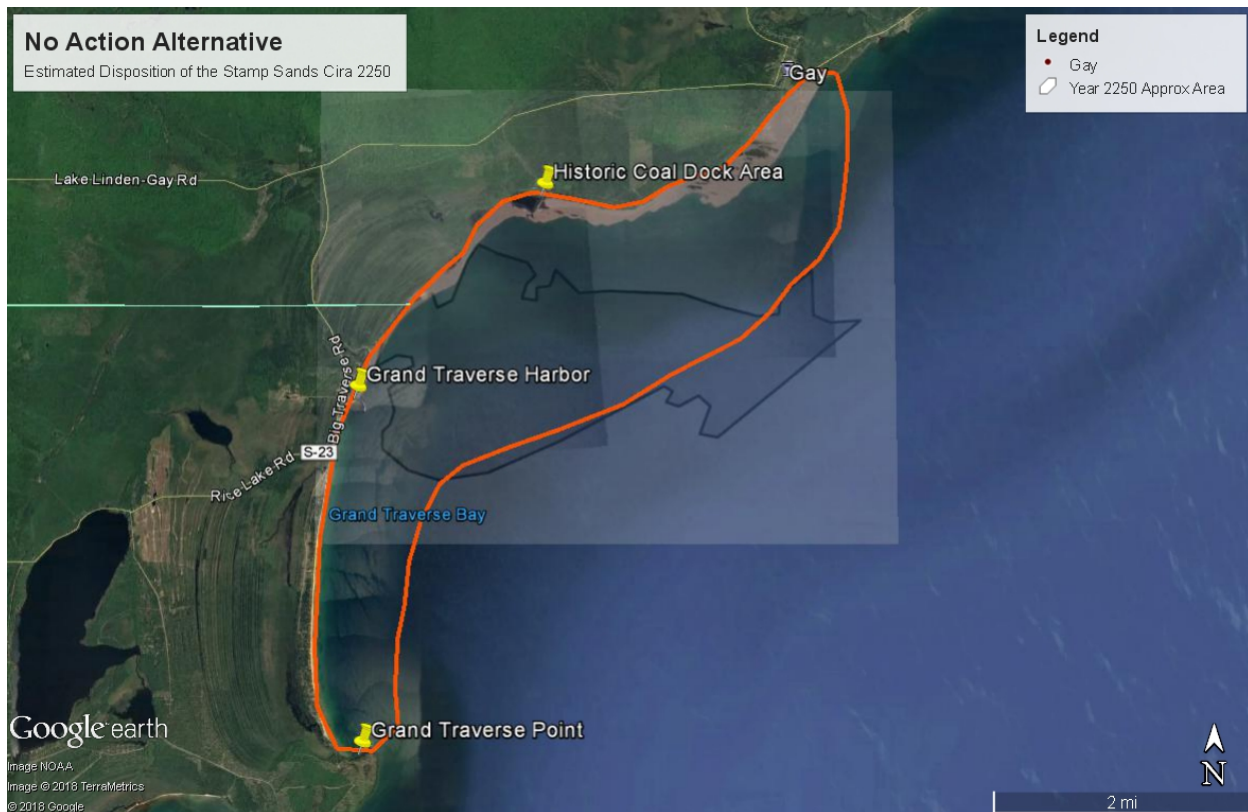 No Action Alternative
Estimated Disposition of the Stamp Sands Cira 2250
Legend
Gay
Year 2250 Approx Area
Gay
Historic Coal Dock Area
Lake Linden-Gay Rd
Big Traverse Rd
Grand Traverse Harbor
S-23
Rice Lake Rd
Grand Traverse Bay
Grand Traverse Point
Google earth
Image NOAA
Image © 2018 TerraMetrics
© 2018 Google
N
2 mi